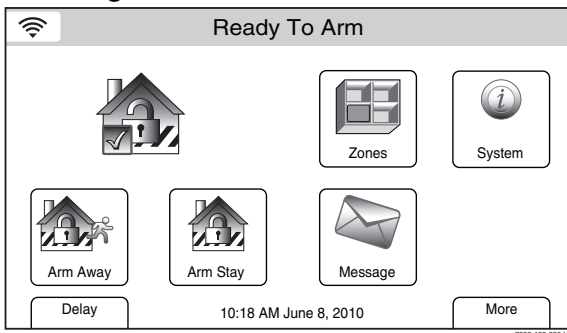 Ready To Arm
Zones
System
Arm Away
Arm Stay
Message
Delay
10:18 AM June 8, 2010
More